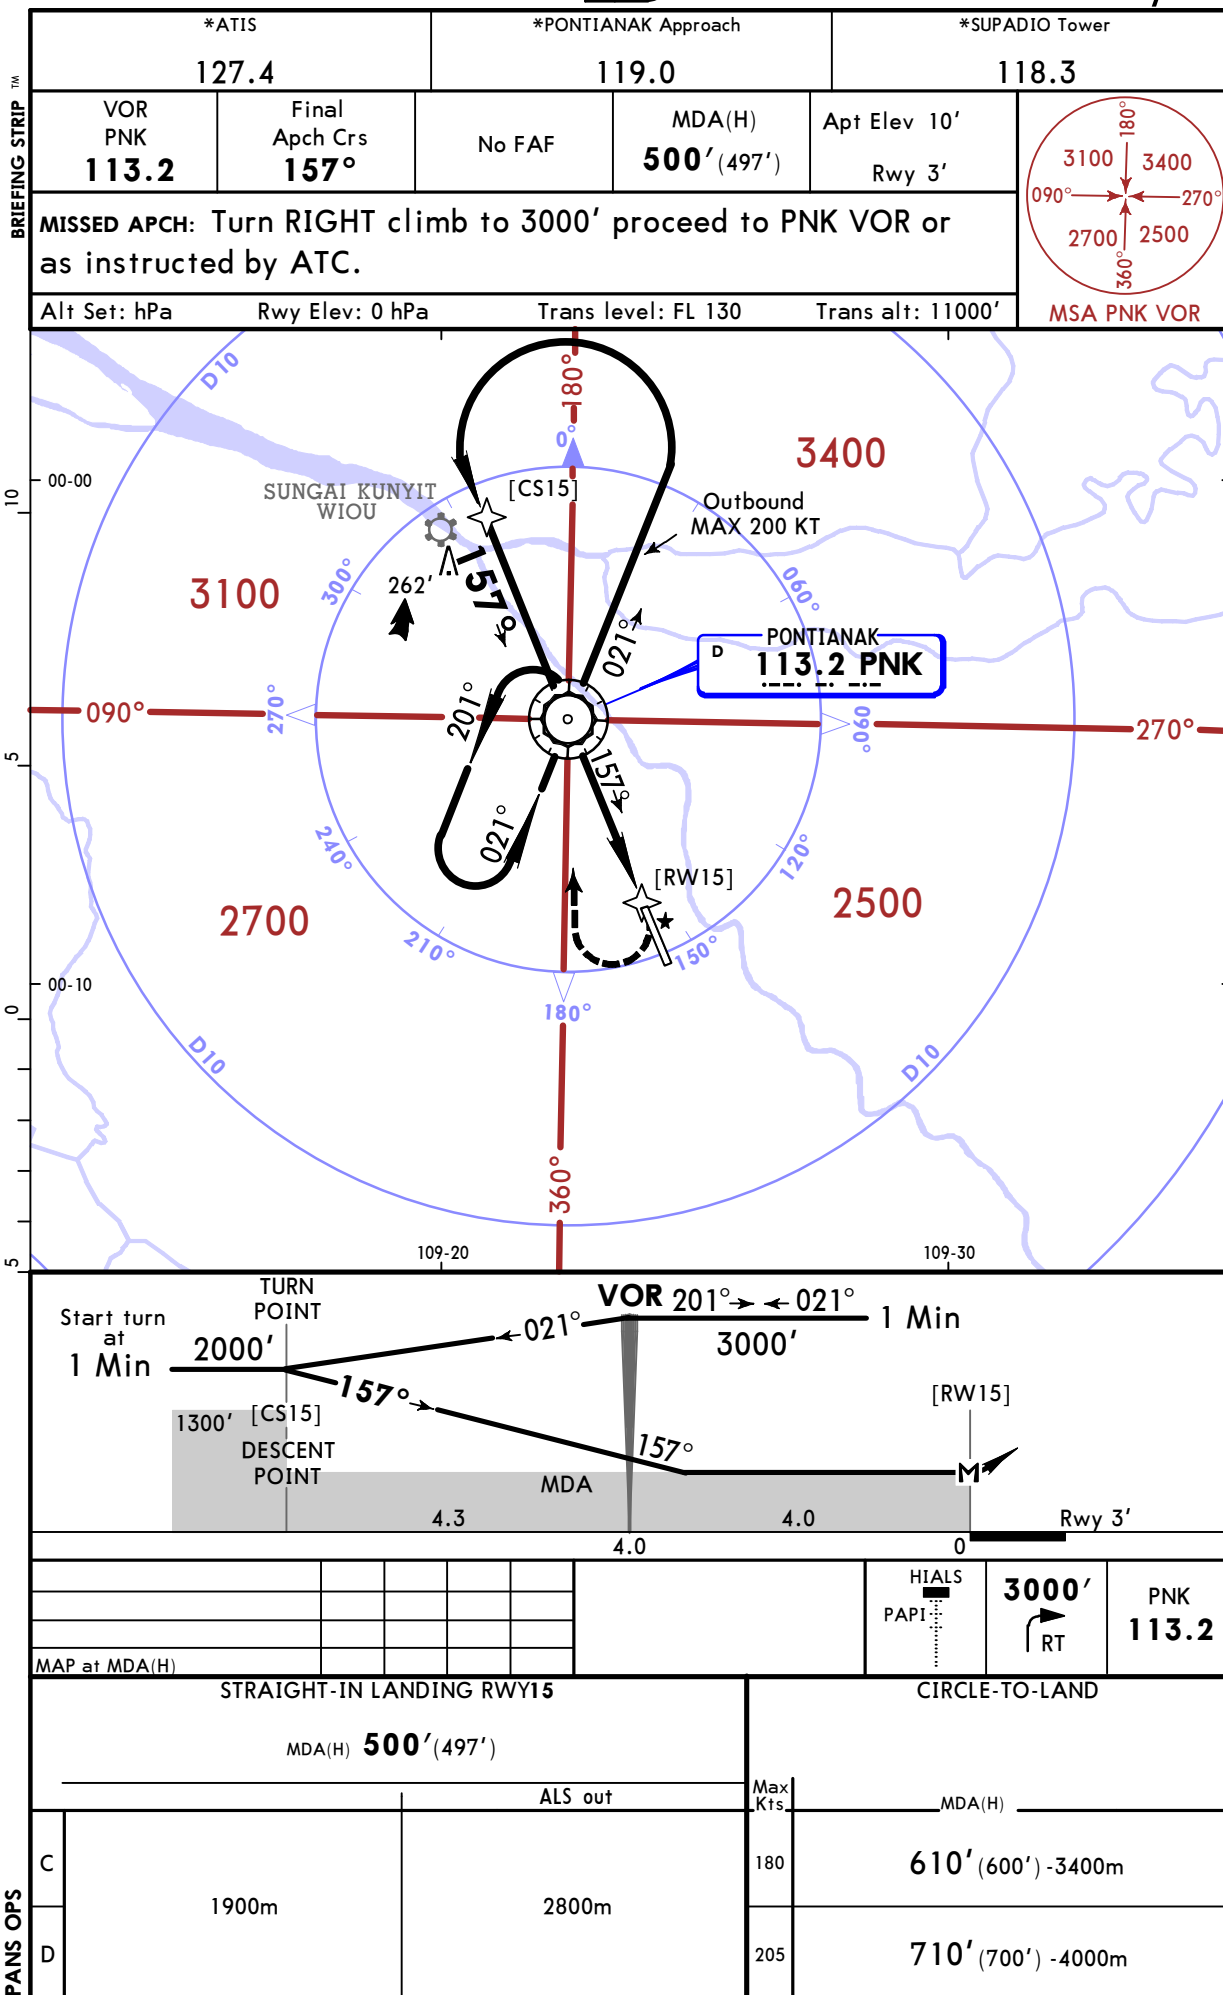 *ATIS
127.4
*PONTIANAK Approach
119.0
*SUPADIO Tower
118.3
BRIEFING STRIP TM
VOR
PNK
113.2
Final
Apch Crs
157°
No FAF
MDA(H)
500'(497')
Apt Elev 10'
Rwy 3'
MISSED APCH: Turn RIGHT climb to 3000' proceed to PNK VOR or
as instructed by ATC.
Alt Set: hPa Rwy Elev: 0 hPa Trans level: FL 130 Trans alt: 11000'
180°
3100
3400
090°
270°
2700
2500
360°
MSA PNK VOR
D10
180°
0°
3400
00-00
10
SUNGAI KUNYIT
WIOU
[CS15]
Outbound
MAX 200 KT
3100
300°
262'
157°
060°
021°
PONTIANAK
D
113.2 PNK
090°
270°
201°
060°
270°
5
157°
240°
021°
120°
[RW15]
2700
2500
210°
150°
00-10
0
180°
D10
D10
360°
5
109-20
109-30
TURN
POINT
Start turn
at
1 Min
2000'
021°
VOR
201°
021°
1 Min
3000'
157°
1300'
[CS15]
DESCENT
POINT
157°
[RW15]
MDA
M
4.3
4.0
Rwy 3'
4.0
0
MAP at MDA(H)
HIALS
PAPI
3000'
RT
PNK
113.2
STRAIGHT-IN LANDING RWY15
CIRCLE-TO-LAND
MDA(H) 500'(497')
ALS out
Max
Kts
MDA(H)
C
1900m
2800m
180
610'(600') -3400m
D
205
710'(700') -4000m
PANS OPS